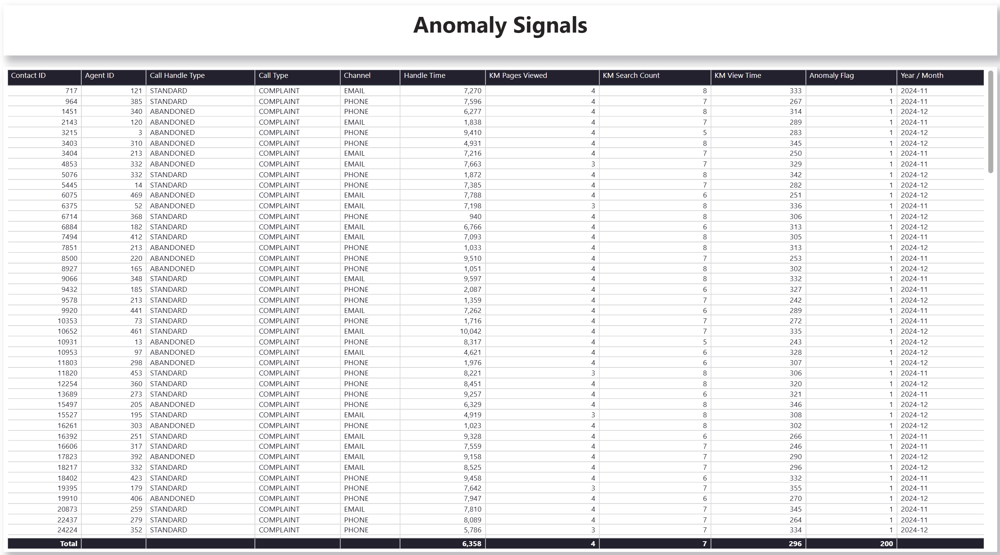 Anomaly Signals
Contact ID Agent ID Call Handle Type Call Type Channel Handle Time KM Pages Viewed KM Search Count KM View Time Anomaly Flag Year / Month
717 121 STANDARD COMPLAINT EMAIL 7,270 4 8 333 1 2024-11
964 385 STANDARD COMPLAINT PHONE 7,596 4 7 267 1 2024-11
1451 340 ABANDONED COMPLAINT PHONE 6,277 4 8 314 1 2024-12
2143 120 ABANDONED COMPLAINT EMAIL 1,838 4 7 289 1 2024-11
3215 3 ABANDONED COMPLAINT PHONE 9,410 4 5 283 1 2024-12
3403 310 ABANDONED COMPLAINT PHONE 4,931 4 8 345 1 2024-12
3404 213 ABANDONED COMPLAINT EMAIL 7,216 4 7 250 1 2024-11
4853 332 ABANDONED COMPLAINT EMAIL 7,663 3 7 329 1 2024-11
5076 332 STANDARD COMPLAINT PHONE 1,872 4 8 342 1 2024-12
5445 14 STANDARD COMPLAINT PHONE 7,385 4 7 282 1 2024-12
6075 469 ABANDONED COMPLAINT EMAIL 7,788 4 6 251 1 2024-12
6375 52 ABANDONED COMPLAINT EMAIL 7,198 3 8 336 1 2024-11
6714 368 STANDARD COMPLAINT PHONE 940 4 8 306 1 2024-12
6884 182 STANDARD COMPLAINT EMAIL 6,766 4 6 313 1 2024-12
7494 412 STANDARD COMPLAINT EMAIL 7,093 4 8 305 1 2024-11
7851 213 ABANDONED COMPLAINT PHONE 1,033 4 8 313 1 2024-12
8500 220 ABANDONED COMPLAINT PHONE 9,510 4 7 253 1 2024-11
8927 165 ABANDONED COMPLAINT PHONE 1,051 4 8 302 1 2024-12
9066 348 STANDARD COMPLAINT EMAIL 9,597 4 8 332 1 2024-11
9432 185 STANDARD COMPLAINT PHONE 2,087 4 6 327 1 2024-11
9578 213 STANDARD COMPLAINT PHONE 1,359 4 7 242 1 2024-12
9920 441 STANDARD COMPLAINT EMAIL 7,262 4 6 289 1 2024-11
10353 73 STANDARD COMPLAINT PHONE 1,716 4 7 272 1 2024-11
10652 461 STANDARD COMPLAINT EMAIL 10,042 4 7 335 1 2024-12
10931 13 ABANDONED COMPLAINT PHONE 8,317 4 5 243 1 2024-12
10953 97 ABANDONED COMPLAINT EMAIL 4,621 4 6 328 1 2024-12
11803 298 ABANDONED COMPLAINT PHONE 1,976 4 6 307 1 2024-12
11820 453 STANDARD COMPLAINT PHONE 8,221 3 8 306 1 2024-11
12254 360 STANDARD COMPLAINT PHONE 8,451 4 8 320 1 2024-12
13689 273 STANDARD COMPLAINT PHONE 9,257 4 6 321 1 2024-11
15497 205 ABANDONED COMPLAINT PHONE 6,329 4 8 346 1 2024-12
15527 195 STANDARD COMPLAINT EMAIL 4,919 3 8 308 1 2024-12
16261 303 ABANDONED COMPLAINT PHONE 1,023 4 8 302 1 2024-12
16392 251 STANDARD COMPLAINT EMAIL 9,328 4 6 266 1 2024-11
16606 317 STANDARD COMPLAINT EMAIL 7,559 4 7 246 1 2024-11
17823 392 ABANDONED COMPLAINT EMAIL 9,158 4 7 290 1 2024-12
18217 332 STANDARD COMPLAINT EMAIL 8,525 4 7 296 1 2024-12
18402 423 STANDARD COMPLAINT PHONE 9,458 4 6 332 1 2024-11
19395 179 STANDARD COMPLAINT PHONE 7,642 3 7 355 1 2024-11
19910 406 ABANDONED COMPLAINT PHONE 7,947 4 6 270 1 2024-12
20873 259 STANDARD COMPLAINT EMAIL 7,810 4 7 345 1 2024-11
22437 279 STANDARD COMPLAINT PHONE 8,089 4 7 264 1 2024-11
24224 352 STANDARD COMPLAINT PHONE 5,786 3 7 334 1 2024-12
Total 6,358 4 7 296 200